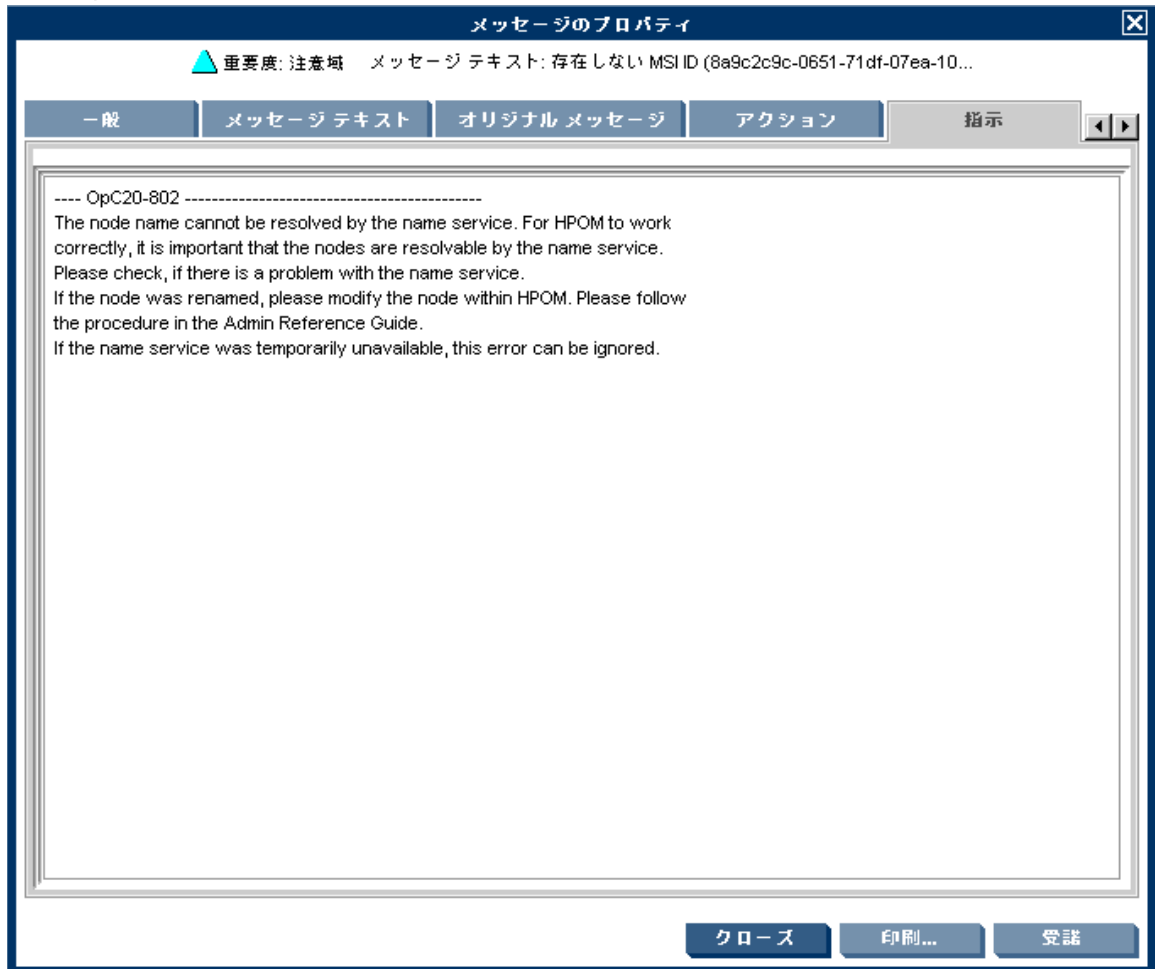 メッセージのプロパティ
重要度: 注意域 メッセージ テキスト: 存在しない MSI ID (8a9c2c9c-0651-71df-07ea-10...
一般 メッセージ テキスト オリジナル メッセージ アクション 指示
---- OpC20-802 --------------------------------------------
The node name cannot be resolved by the name service. For HPOM to work
correctly, it is important that the nodes are resolvable by the name service.
Please check, if there is a problem with the name service.
If the node was renamed, please modify the node within HPOM. Please follow
the procedure in the Admin Reference Guide.
If the name service was temporarily unavailable, this error can be ignored.
クローズ 印刷... 受諾